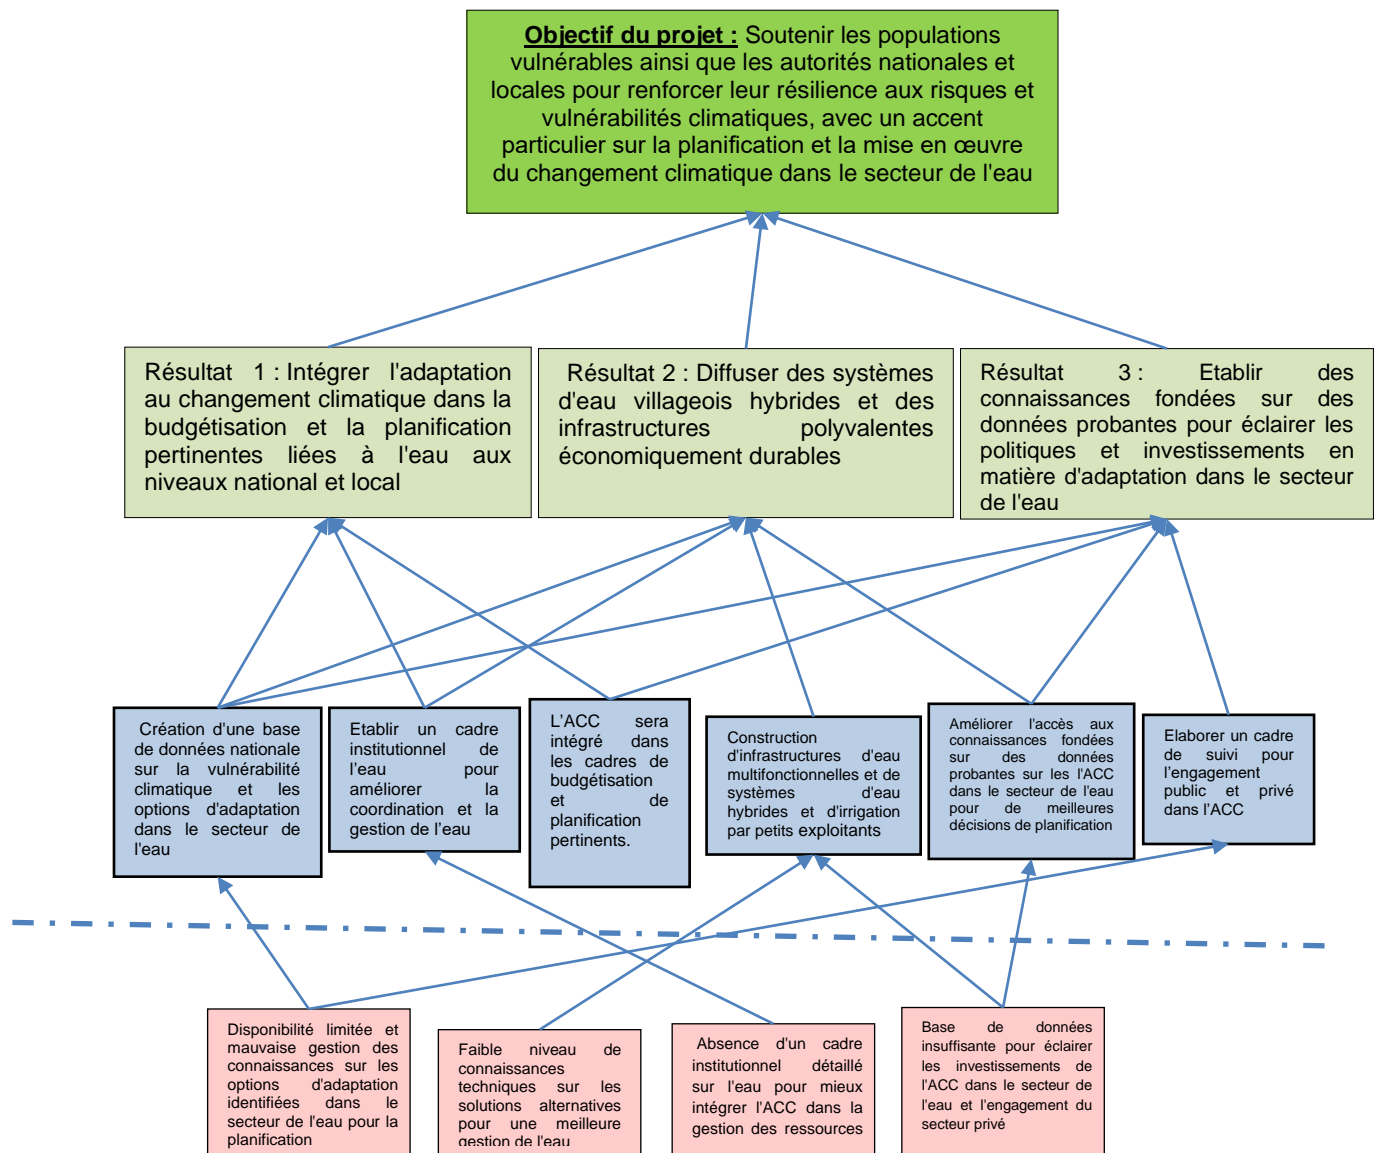 Objectif du projet : Soutenir les populations
vulnérables ainsi que les autorités nationales et
locales pour renforcer leur résilience aux risques et
vulnérabilités climatiques, avec un accent
particulier sur la planification et la mise en œuvre
du changement climatique dans le secteur de l'eau
Résultat 1 : Intégrer l'adaptation
au changement climatique dans la
budgétisation et la planification
pertinentes liées à l'eau aux
niveaux national et local
Résultat 2 : Diffuser des systèmes
d'eau villageois hybrides et des
infrastructures polyvalentes
économiquement durables
Résultat 3 : Etablir des
connaissances fondées sur des
données probantes pour éclairer les
politiques et investissements en
matière d'adaptation dans le secteur
de l'eau
Création d'une base
de données nationale
sur la vulnérabilité
climatique et les
options d'adaptation
dans le secteur de
l'eau
Etablir un cadre
institutionnel de
l’eau pour
améliorer la
coordination et la
gestion de l’eau
L’ACC sera
intégré dans
les cadres de
budgétisation
et de
planification
pertinents.
Construction
d'infrastructures d'eau
multifonctionnelles et de
systèmes d'eau
hybrides et d'irrigation
par petits exploitants
Améliorer l'accès aux
connaissances fondées
sur des données
probantes sur les l'ACC
dans le secteur de l'eau
pour de meilleures
décisions de planification
Elaborer un cadre
de suivi pour
l’engagement
public et privé
dans l’ACC
Disponibilité limitée et
mauvaise gestion des
connaissances sur les
options d'adaptation
identifiées dans le
secteur de l'eau pour la
planification
Faible niveau de
connaissances
techniques sur les
solutions alternatives
pour une meilleure
gestion de l'eau
Absence d'un cadre
institutionnel détaillé
sur l'eau pour mieux
intégrer l'ACC dans la
gestion des ressources
Base de données
insuffisante pour éclairer
les investissements de
l'ACC dans le secteur de
l'eau et l'engagement du
secteur privé